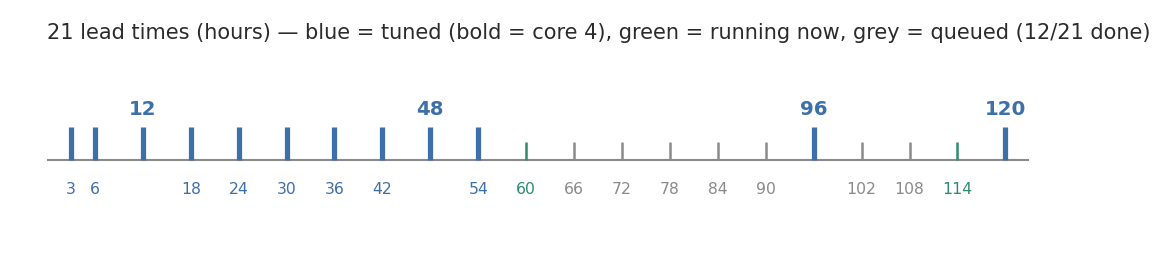 21 lead times (hours) — blue = tuned (bold = core 4), green = running now, grey = queued (12/21 done)
12 48 96 120
3 6 18 24 30 36 42 54 60 66 72 78 84 90 102 108 114